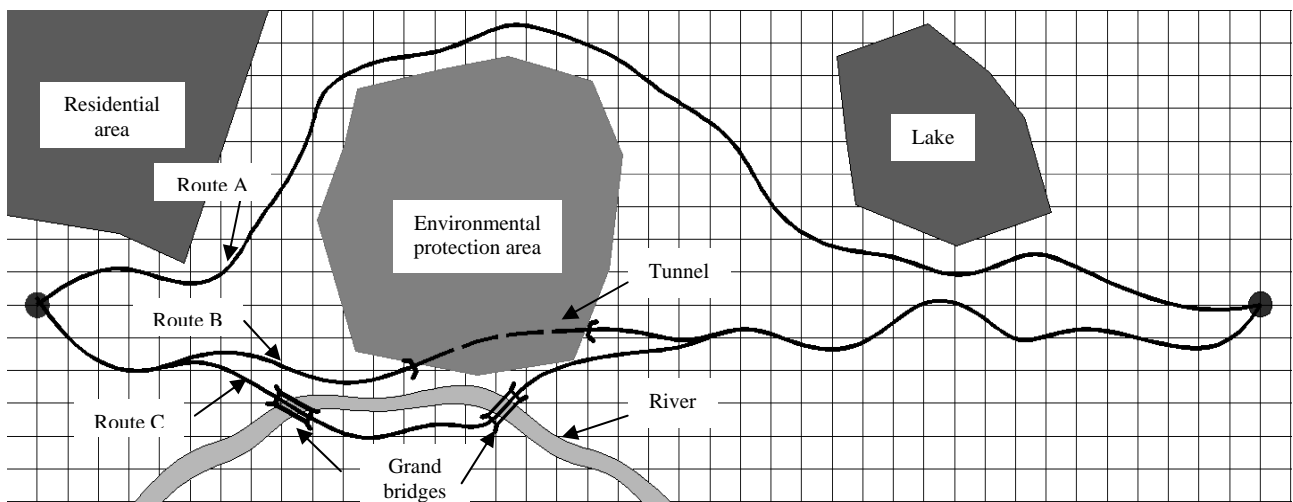 Residential
area
Route A
Lake
Environmental
protection area
Tunnel
Route B
Route C
River
Grand
bridges